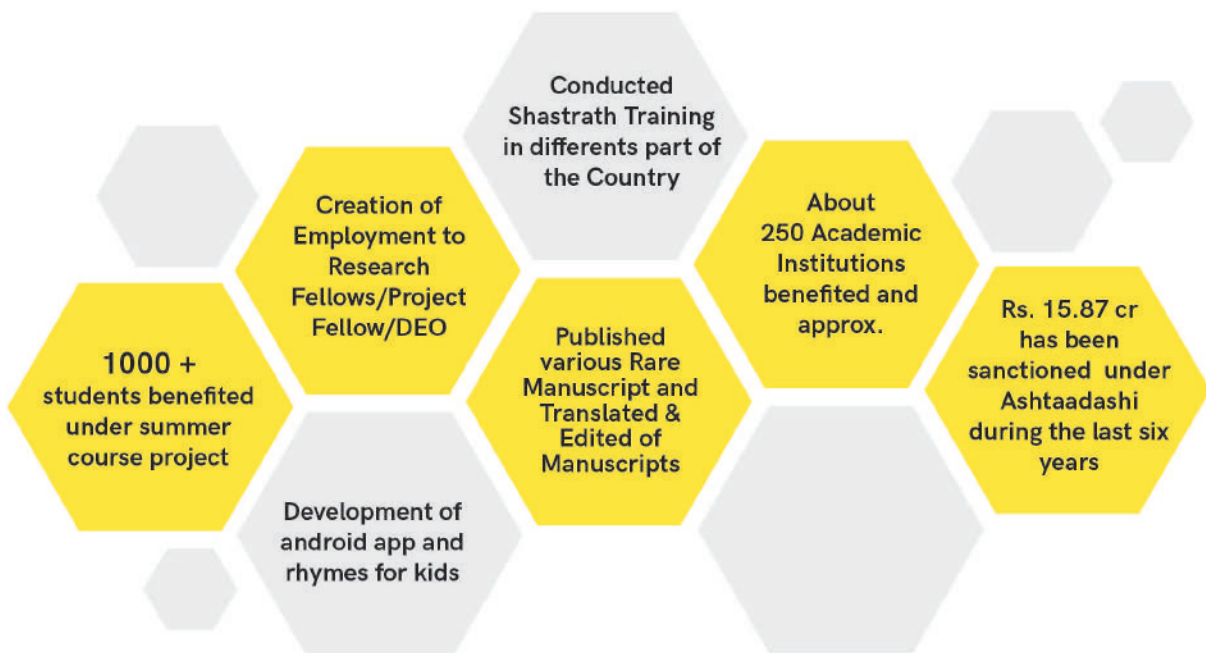 Conducted
Shastrath Training
in differents part of
the Country
Creation of
Employment to
Research
Fellows/Project
Fellow/DEO
About
250 Academic
Institutions
benefited and
approx.
1000 +
students benefited
under summer
course project
Published
various Rare
Manuscript and
Translated &
Edited of
Manuscripts
Rs. 15.87 cr
has been
sanctioned under
Ashtaadashi
during the last six
years
Development of
android app and
rhymes for kids